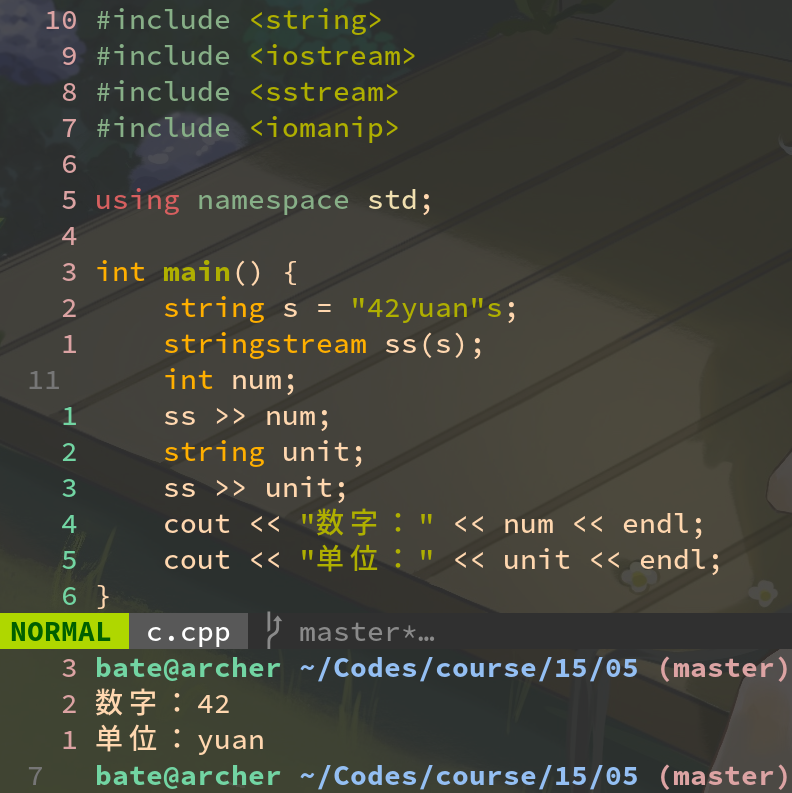 10 #include <string>
9 #include <iostream>
8 #include <sstream>
7 #include <iomanip>
6
5 using namespace std;
4
3 int main() {
2     string s = "42yuan"s;
1     stringstream ss(s);
11     int num;
1     ss >> num;
2     string unit;
3     ss >> unit;
4     cout << "数字：" << num << endl;
5     cout << "单位：" << unit << endl;
6 }
NORMAL c.cpp master*…
3 bate@archer ~/Codes/course/15/05 (master)
2 数字：42
1 单位：yuan
7 bate@archer ~/Codes/course/15/05 (master)